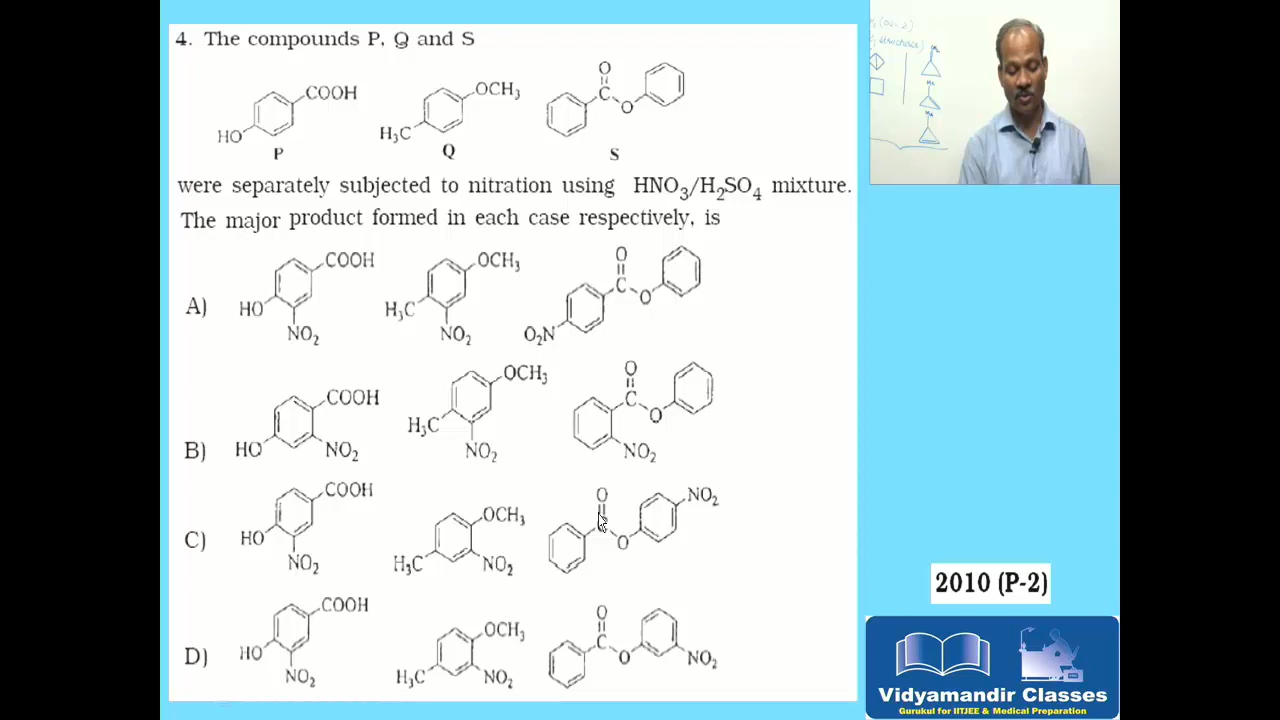 4. The compounds P, Q and S
COOH
HO
P
OCH₃
H₃C
Q
O
C
O
S
were separately subjected to nitration using HNO₃/H₂SO₄ mixture.
The major product formed in each case respectively, is
A)
COOH
HO
NO₂
OCH₃
H₃C
NO₂
O
C
O
O₂N
B)
COOH
HO
NO₂
OCH₃
H₃C
NO₂
O
C
O
NO₂
C)
COOH
HO
NO₂
OCH₃
H₃C
NO₂
O
C
O
NO₂
D)
COOH
HO
NO₂
OCH₃
H₃C
NO₂
O
C
O
NO₂
2010 (P-2)
Vidyamandir Classes
Gurukul for IITJEE & Medical Preparation